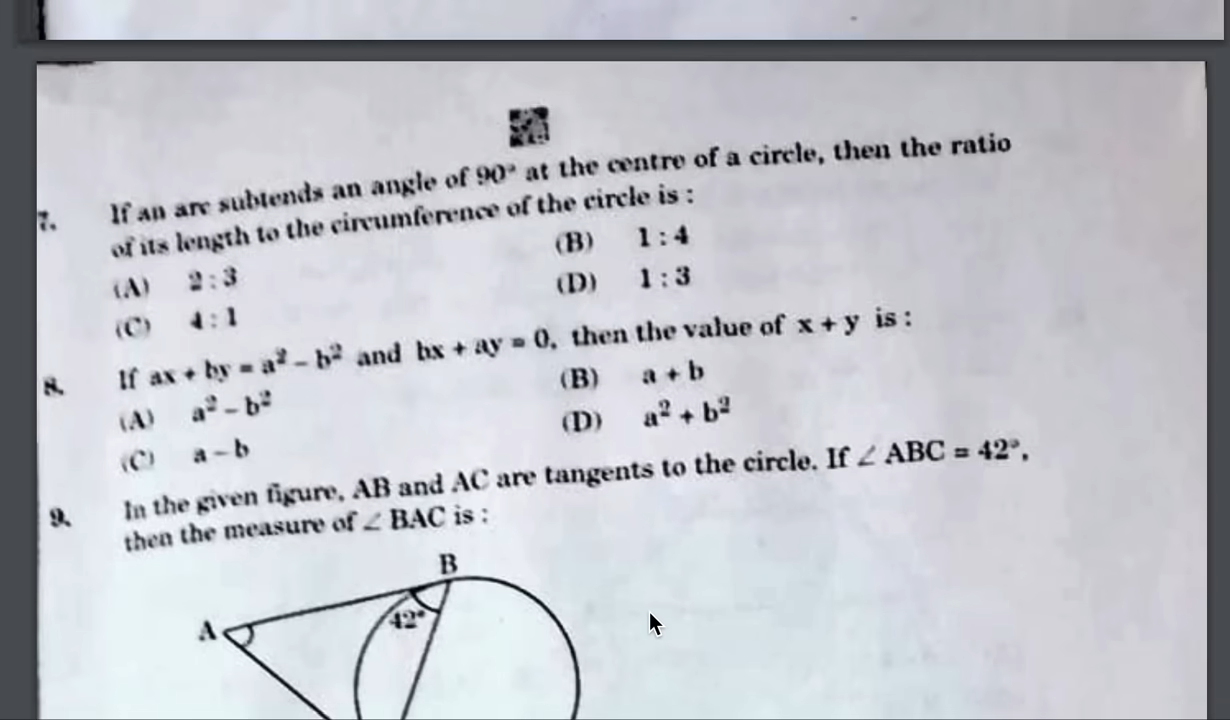 7. If an arc subtends an angle of 90° at the centre of a circle, then the ratio
of its length to the circumference of the circle is :
(A) 2 : 3 (B) 1 : 4
(C) 4 : 1 (D) 1 : 3
8. If ax + by = a² – b² and bx + ay = 0, then the value of x + y is :
(A) a² – b² (B) a + b
(C) a – b (D) a² + b²
9. In the given figure, AB and AC are tangents to the circle. If ∠ ABC = 42°,
then the measure of ∠ BAC is :
B
A
42°